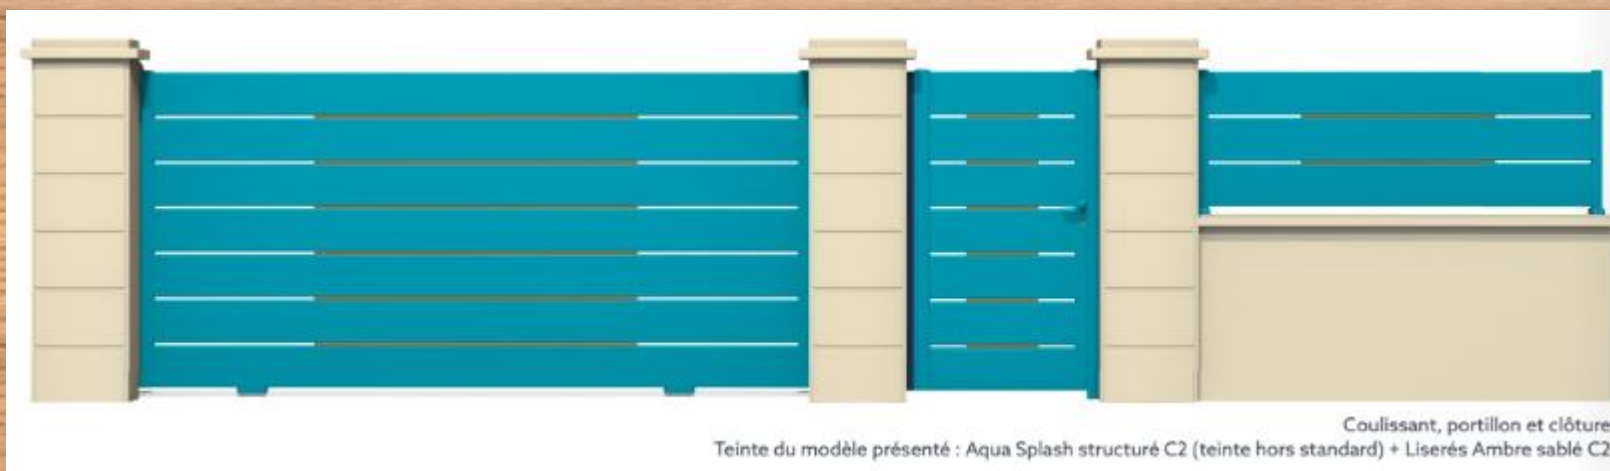 Coulissant, portillon et clôture
Teinte du modèle présenté : Aqua Splash structuré C2 (teinte hors standard) + Liserés Ambre sablé C2